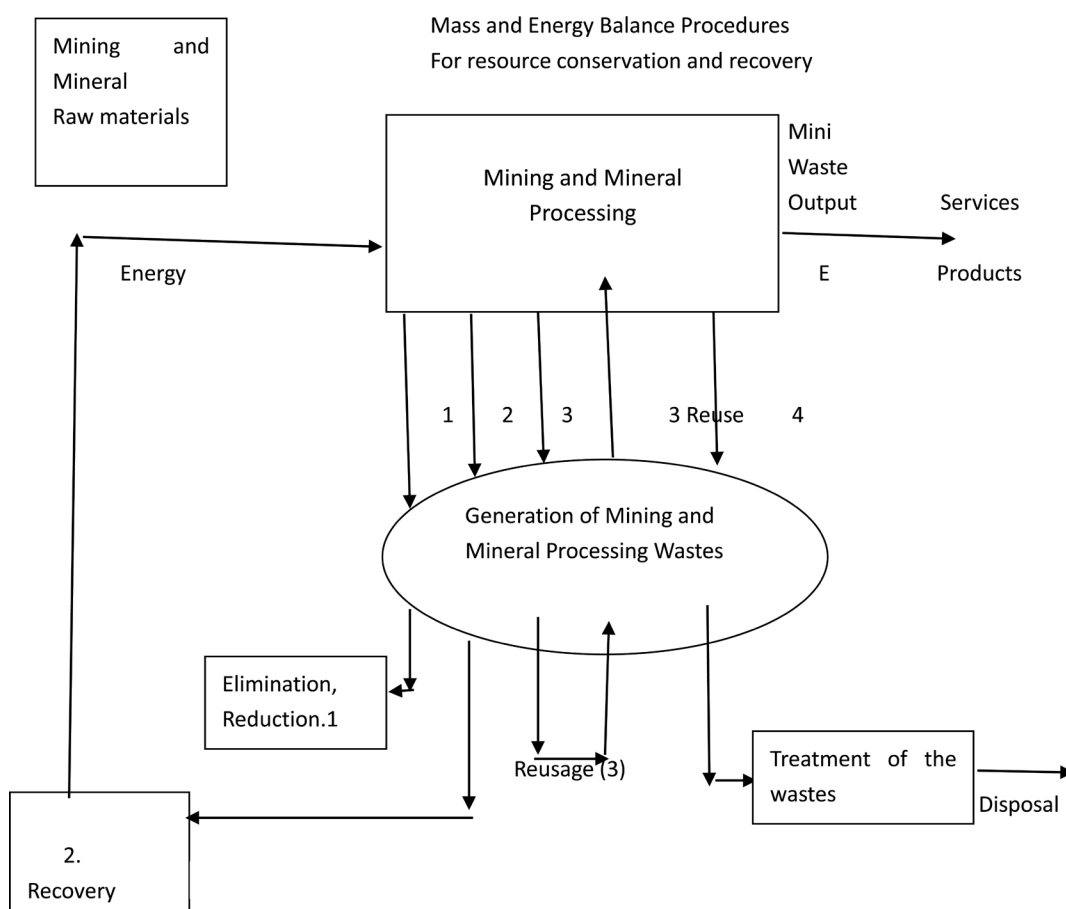 Mining and
Mineral
Raw materials
Mass and Energy Balance Procedures
For resource conservation and recovery
Mining and Mineral
Processing
Mini
Waste
Output
Services
Energy
E
Products
1
2
3
3 Reuse
4
Generation of Mining and
Mineral Processing Wastes
Elimination,
Reduction.1
Reusage (3)
Treatment of the
wastes
Disposal
2.
Recovery